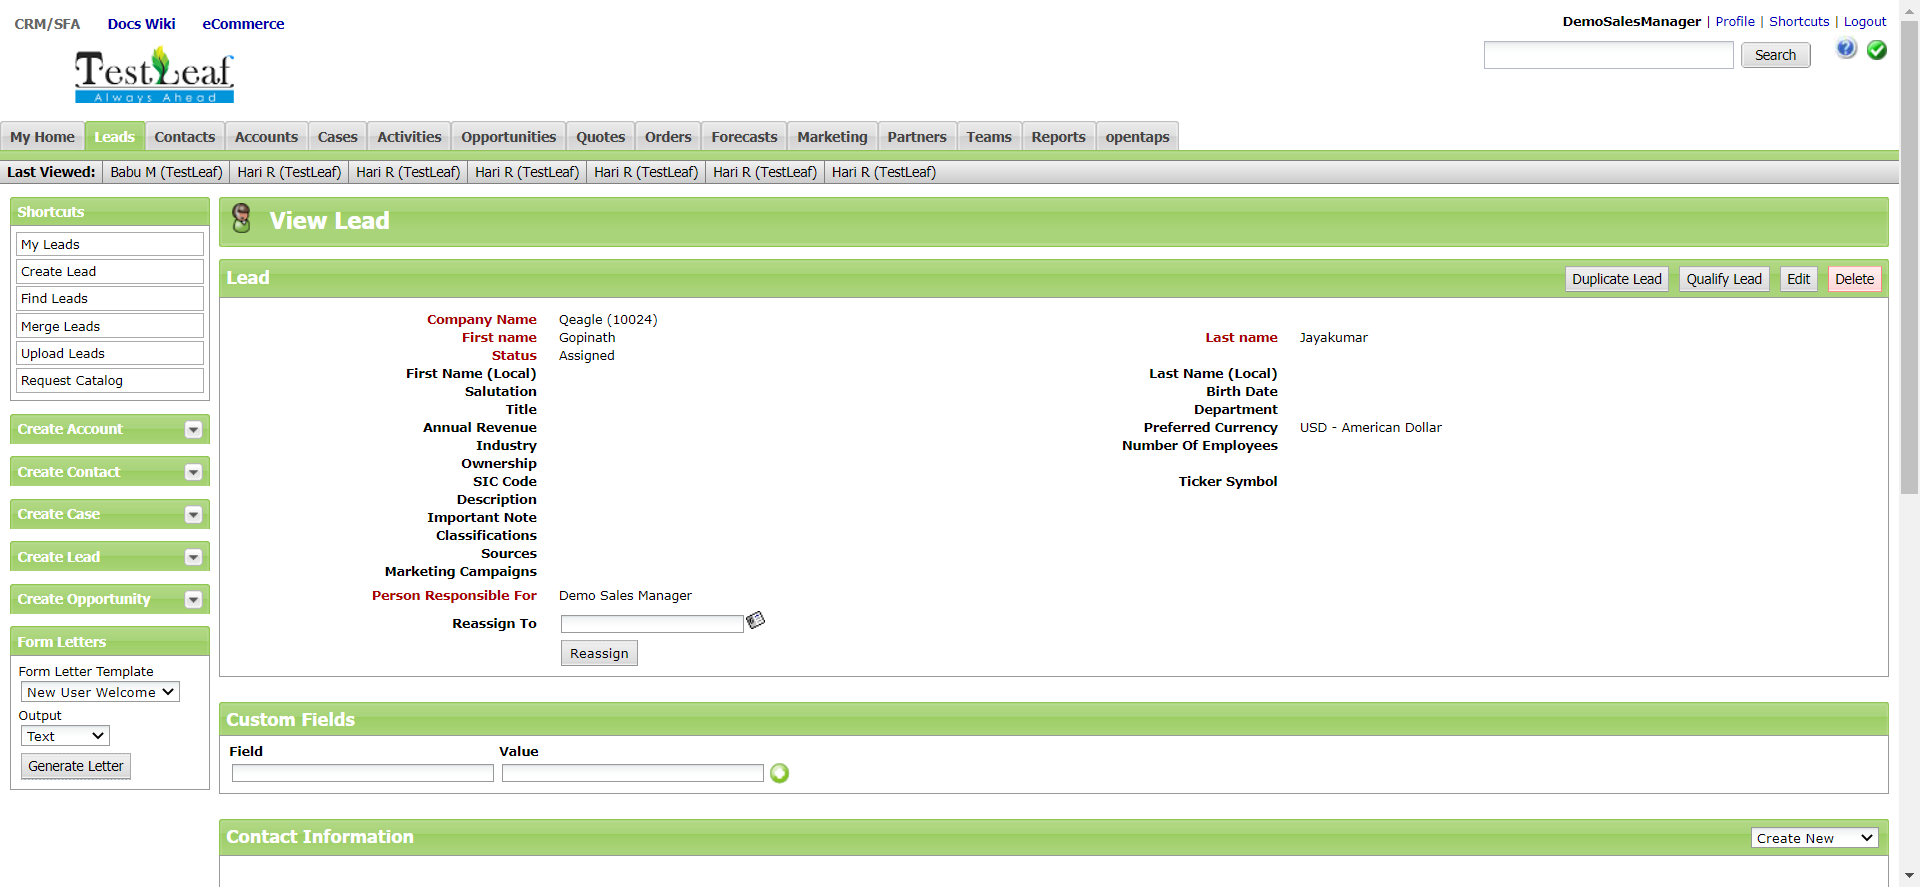 CRM/SFA Docs Wiki eCommerce
DemoSalesManager | Profile | Shortcuts | Logout
TestLeaf
Always Ahead
Search
My Home Leads Contacts Accounts Cases Activities Opportunities Quotes Orders Forecasts Marketing Partners Teams Reports opentaps
Last Viewed: Babu M (TestLeaf) Hari R (TestLeaf) Hari R (TestLeaf) Hari R (TestLeaf) Hari R (TestLeaf) Hari R (TestLeaf) Hari R (TestLeaf)
Shortcuts
My Leads
Create Lead
Find Leads
Merge Leads
Upload Leads
Request Catalog
Create Account
Create Contact
Create Case
Create Lead
Create Opportunity
Form Letters
Form Letter Template
New User Welcome
Output
Text
Generate Letter
View Lead
Lead Duplicate Lead Qualify Lead Edit Delete
Company Name Qeagle (10024)
First name Gopinath Last name Jayakumar
Status Assigned
First Name (Local) Last Name (Local)
Salutation Birth Date
Title Department
Annual Revenue Preferred Currency USD - American Dollar
Industry Number Of Employees
Ownership
SIC Code Ticker Symbol
Description
Important Note
Classifications
Sources
Marketing Campaigns
Person Responsible For Demo Sales Manager
Reassign To
Reassign
Custom Fields
Field Value
Contact Information Create New